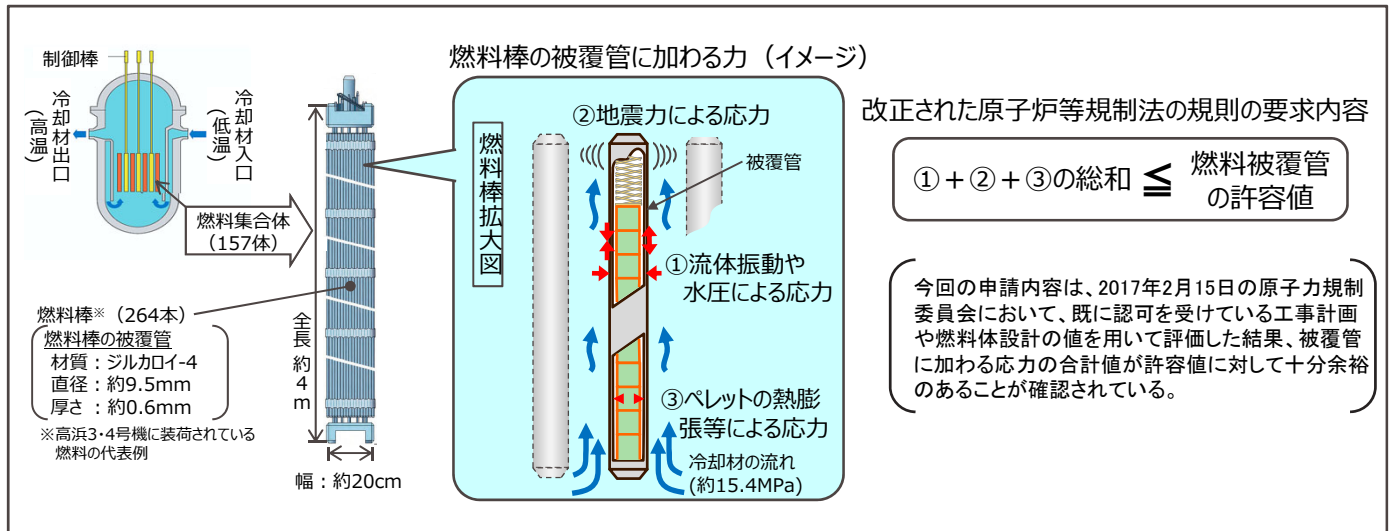 制御棒
冷却材出口
(高温)
冷却材入口
(低温)
燃料集合体
(157体)
燃料棒※(264本)
燃料棒の被覆管
材質:ジルカロイ-4
直径:約9.5mm
厚さ:約0.6mm
※高浜3・4号機に装荷されている
燃料の代表例
全長 約4m
幅:約20cm
燃料棒の被覆管に加わる力(イメージ)
燃料棒拡大図
②地震力による応力
被覆管
①流体振動や
水圧による応力
③ペレットの熱膨
張等による応力
冷却材の流れ
(約15.4MPa)
改正された原子炉等規制法の規則の要求内容
①+②+③の総和 ≦ 燃料被覆管
の許容値
今回の申請内容は、2017年2月15日の原子力規制
委員会において、既に認可を受けている工事計画
や燃料体設計の値を用いて評価した結果、被覆管
に加わる応力の合計値が許容値に対して十分余裕
のあることが確認されている。